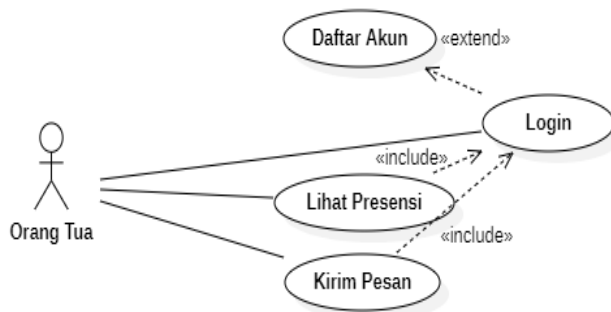 Daftar Akun
«extend»
Login
«include»
Lihat Presensi
Orang Tua
«include»
Kirim Pesan